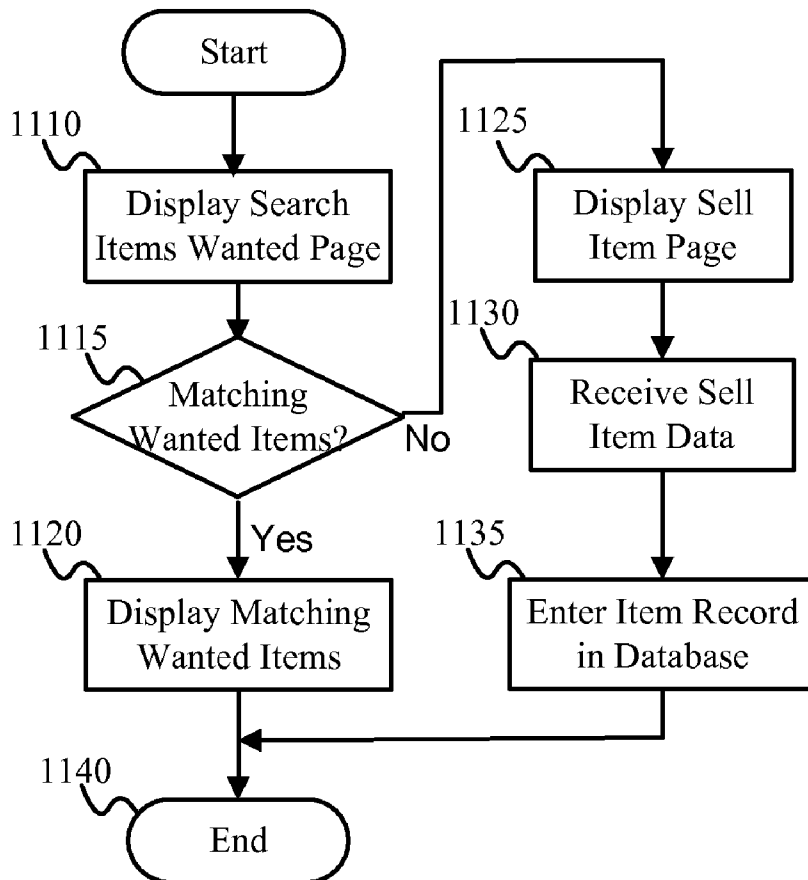 Start
1110
Display Search
Items Wanted Page
1115
Matching
Wanted Items?
No
Yes
1120
Display Matching
Wanted Items
1125
Display Sell
Item Page
1130
Receive Sell
Item Data
1135
Enter Item Record
in Database
1140
End